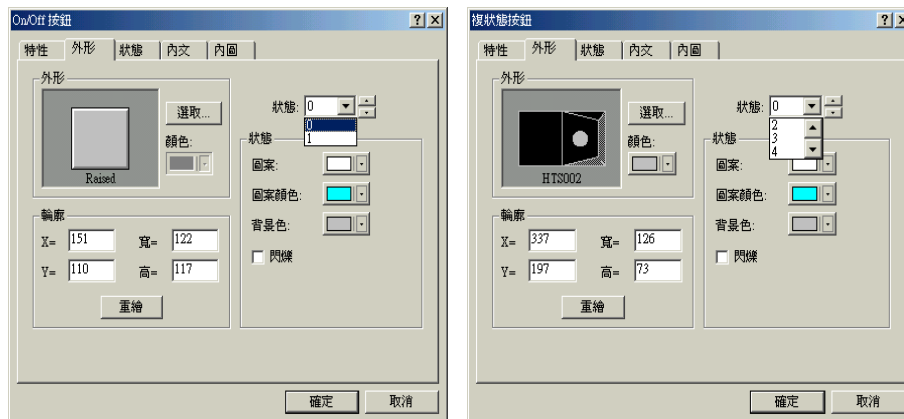 On/Off 按鈕
特性 外形 狀態 內文 內圖
外形
選取...
顏色:
Raised
狀態: 0
0
1
狀態
圖案:
圖案顏色:
背景色:
閃爍
輪廓
X= 151 寬= 122
Y= 110 高= 117
重繪
確定 取消
複狀態按鈕
特性 外形 狀態 內文 內圖
外形
選取...
顏色:
HTS002
狀態: 0
2
3
4
狀態
圖案:
圖案顏色:
背景色:
閃爍
輪廓
X= 337 寬= 126
Y= 197 高= 73
重繪
確定 取消